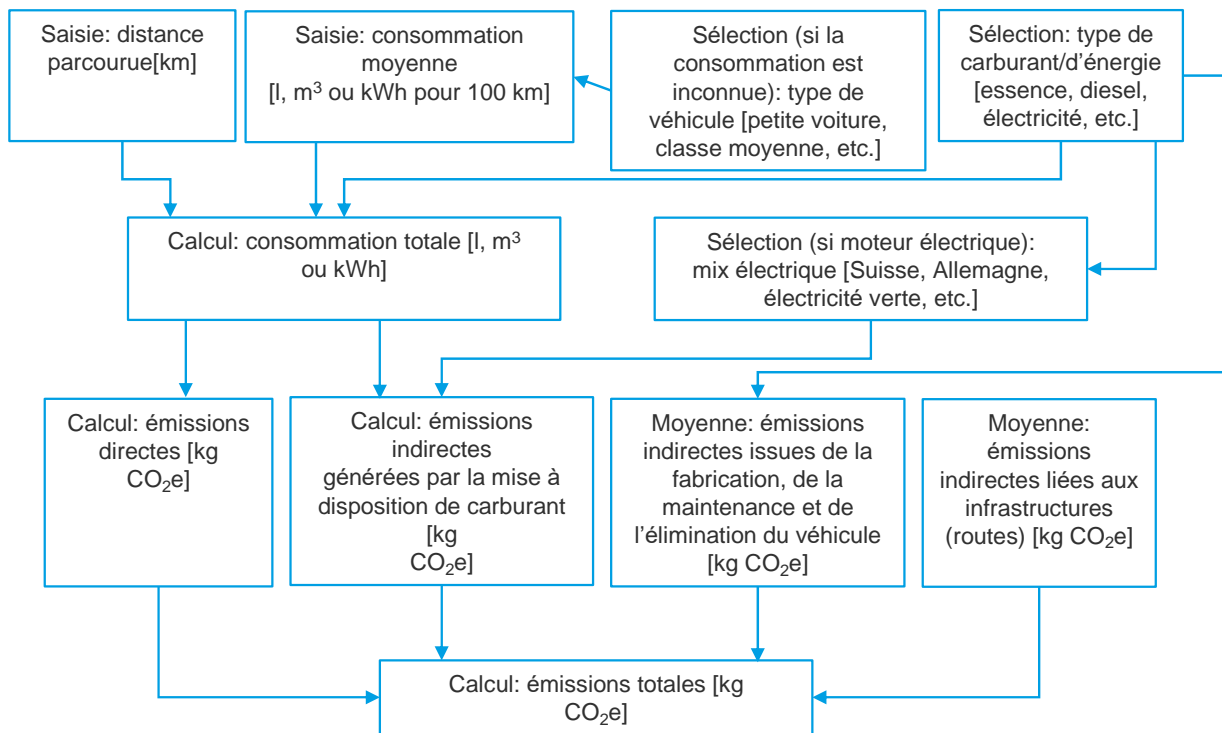 Saisie: distance
parcourue[km]
Saisie: consommation
moyenne
[l, m³ ou kWh pour 100 km]
Sélection (si la
consommation est
inconnue): type de
véhicule [petite voiture,
classe moyenne, etc.]
Sélection: type de
carburant/d’énergie
[essence, diesel,
électricité, etc.]
Calcul: consommation totale [l, m³
ou kWh]
Sélection (si moteur électrique):
mix électrique [Suisse, Allemagne,
électricité verte, etc.]
Calcul: émissions
directes [kg
CO₂e]
Calcul: émissions
indirectes
générées par la mise à
disposition de carburant
[kg
CO₂e]
Moyenne: émissions
indirectes issues de la
fabrication, de la
maintenance et de
l’élimination du véhicule
[kg CO₂e]
Moyenne:
émissions
indirectes liées aux
infrastructures
(routes) [kg CO₂e]
Calcul: émissions totales [kg
CO₂e]